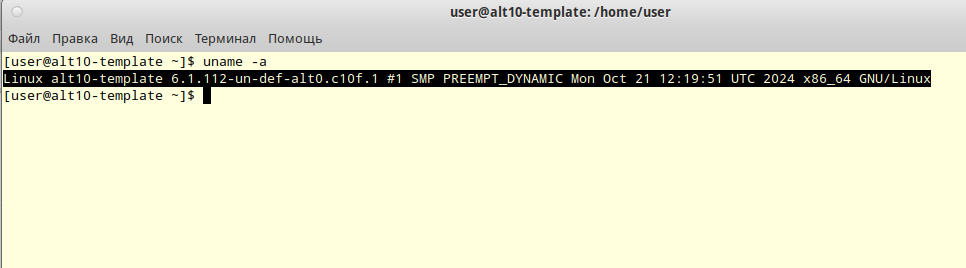 user@alt10-template: /home/user
Файл Правка Вид Поиск Терминал Помощь
[user@alt10-template ~]$ uname -a
Linux alt10-template 6.1.112-un-def-alt0.c10f.1 #1 SMP PREEMPT_DYNAMIC Mon Oct 21 12:19:51 UTC 2024 x86_64 GNU/Linux
[user@alt10-template ~]$